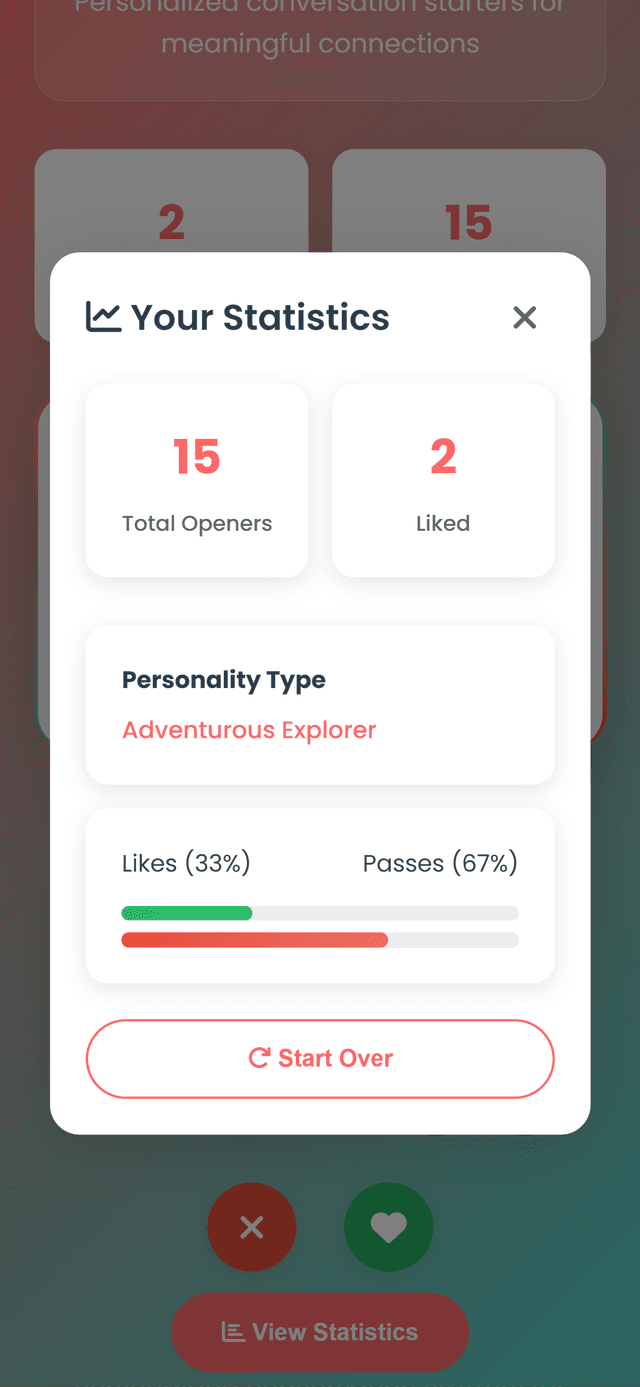 Personalized conversation starters for
meaningful connections
2
15
Your Statistics
15
2
Total Openers
Liked
Personality Type
Adventurous Explorer
Likes (33%)
Passes (67%)
Start Over
View Statistics